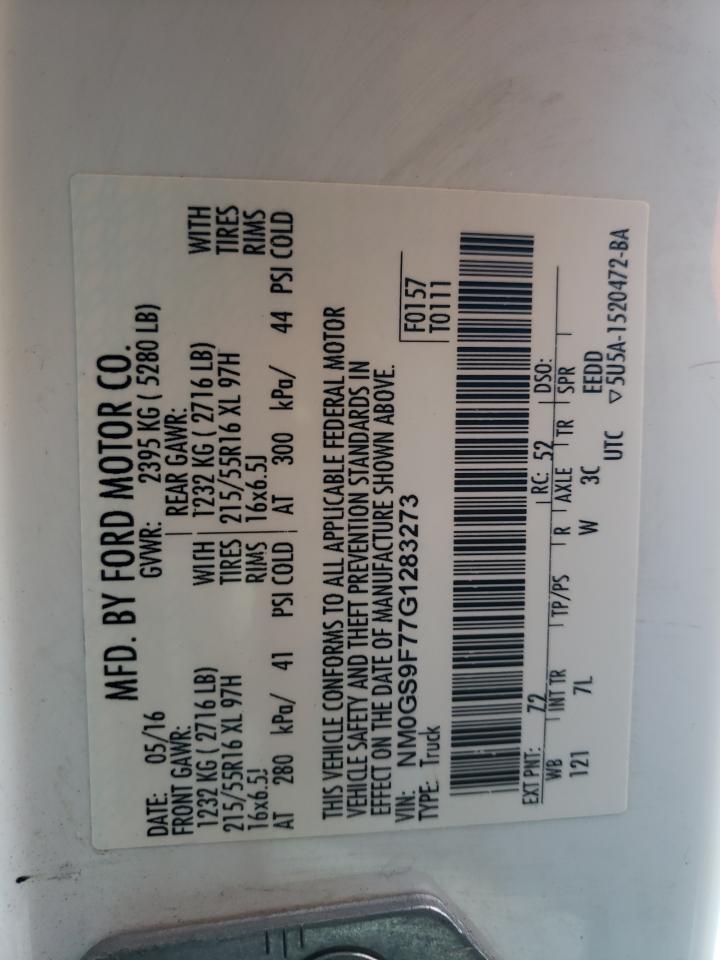 MFD. BY FORD MOTOR CO.
DATE: 05/16 GVWR: 2395 KG ( 5280 LB)
FRONT GAWR: REAR GAWR:
1232 KG ( 2716 LB) WITH 1232 KG ( 2716 LB) WITH
215/55R16 XL 97H TIRES 215/55R16 XL 97H TIRES
16x6.5J RIMS 16x6.5J RIMS
AT 280 kPa/ 41 PSI COLD AT 300 kPa/ 44 PSI COLD
THIS VEHICLE CONFORMS TO ALL APPLICABLE FEDERAL MOTOR
VEHICLE SAFETY AND THEFT PREVENTION STANDARDS IN
EFFECT ON THE DATE OF MANUFACTURE SHOWN ABOVE.
VIN: NM0GS9F77G1283273 F0157
TYPE: Truck T0111
EXT PNT: 72 RC: 52 DSO:
WB INT TR TP/PS R AXLE TR SPR
121 7L W 3C EEDD
UTC ▽5U5A-1520472-BA